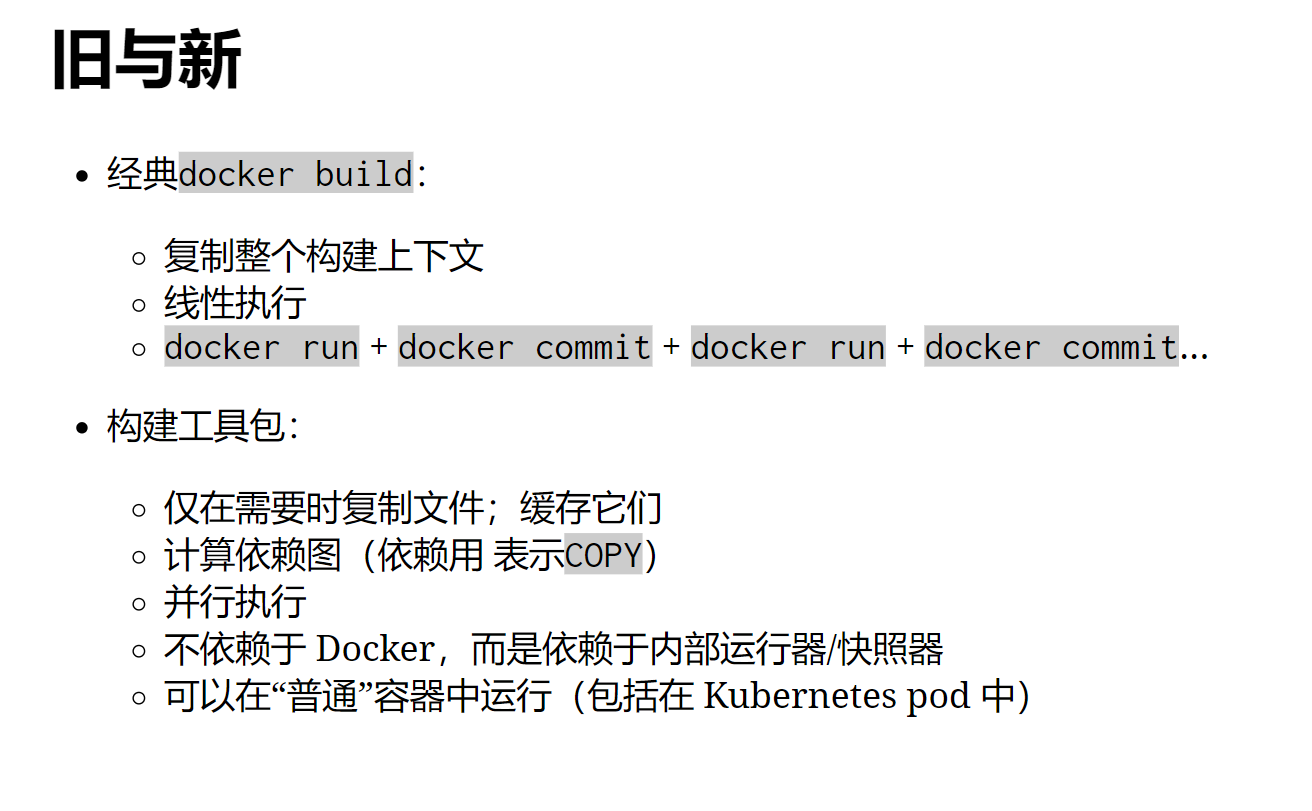 旧与新
• 经典docker build：
◦ 复制整个构建上下文
◦ 线性执行
◦ docker run + docker commit + docker run + docker commit...
• 构建工具包：
◦ 仅在需要时复制文件；缓存它们
◦ 计算依赖图（依赖用 表示COPY）
◦ 并行执行
◦ 不依赖于 Docker，而是依赖于内部运行器/快照器
◦ 可以在“普通”容器中运行（包括在 Kubernetes pod 中）